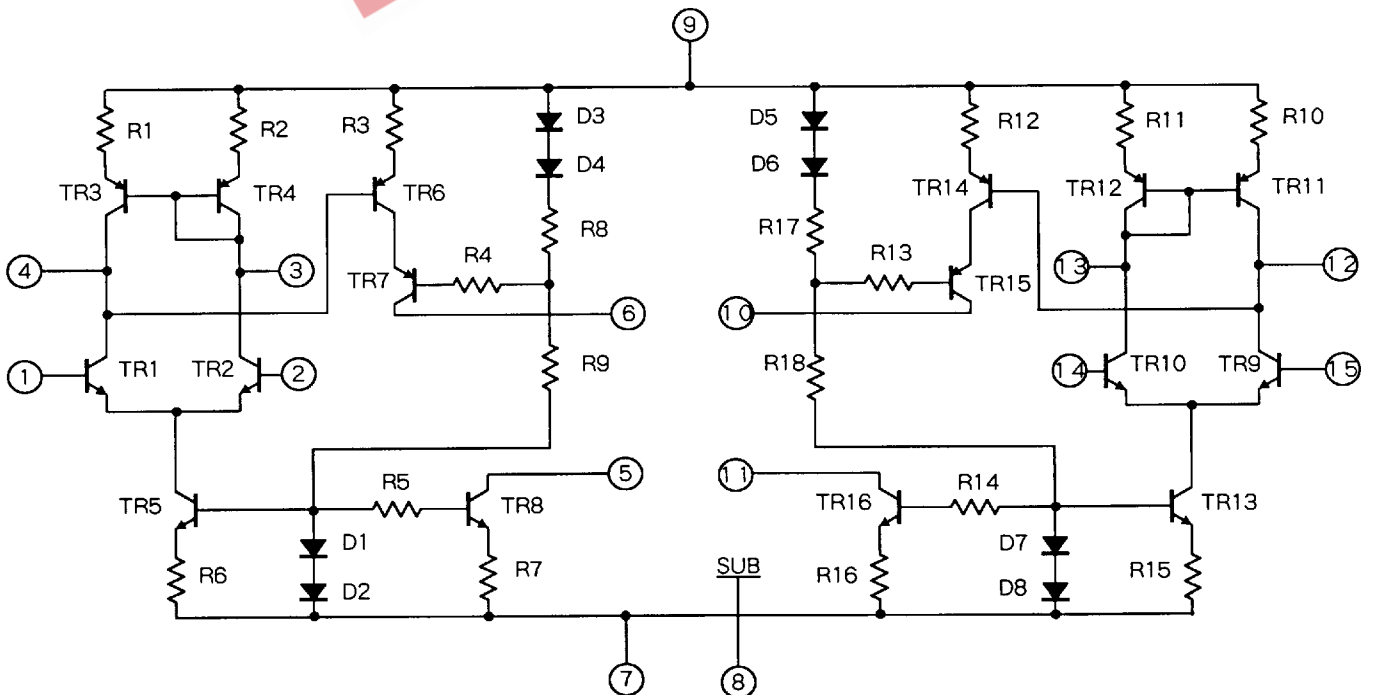 9
R1 R2 R3 D3 D5 R12 R11 R10
D4 D6
TR3 TR4 TR6 TR14 TR12 TR11
R8 R17
4 3 TR7 R4 R13 TR15 13 12
6 10
1 TR1 TR2 2 R9 R18 14 TR10 TR9 15
5 11
TR5 R5 TR8 TR16 R14 TR13
D1 D7
R6 D2 R7 SUB R16 D8 R15
7 8